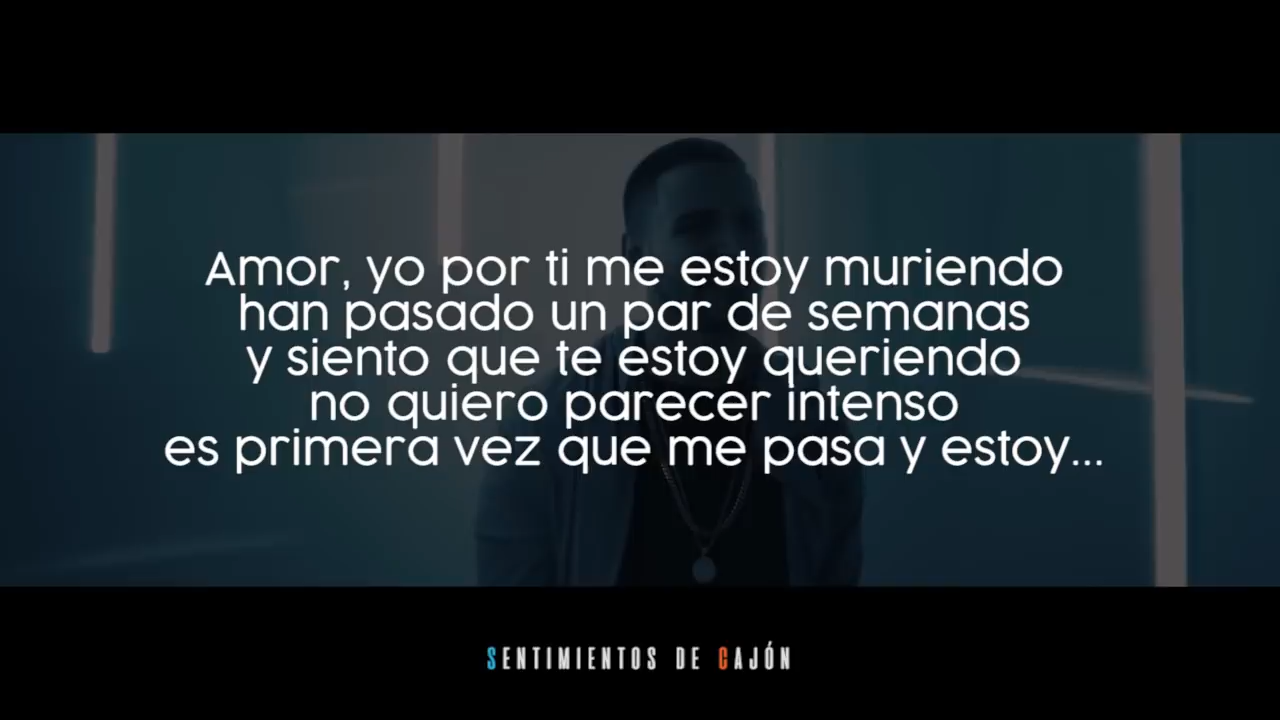 Amor, yo por ti me estoy muriendo
han pasado un par de semanas
y siento que te estoy queriendo
no quiero parecer intenso
es primera vez que me pasa y estoy...
SENTIMIENTOS DE CAJÓN